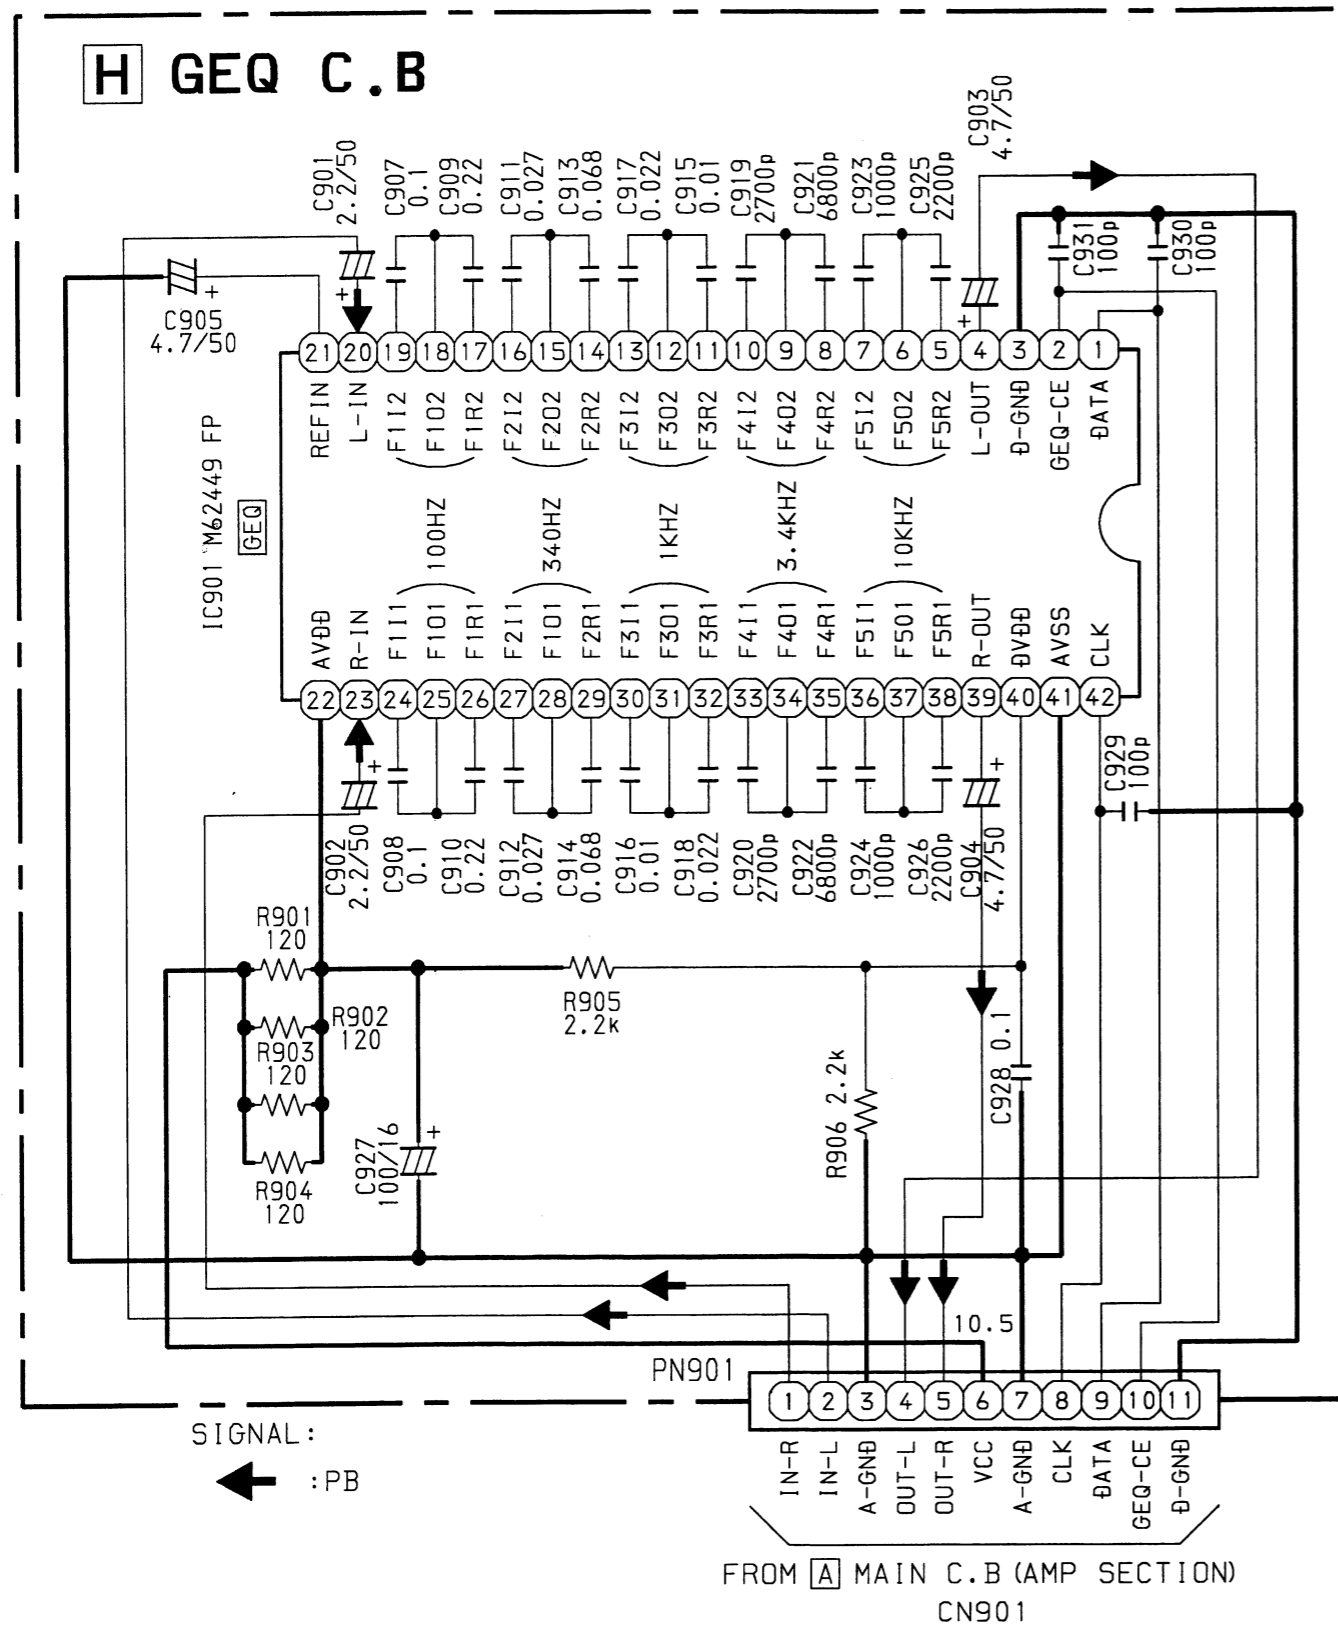 H GEQ C.B
C901
2.2/50
C907
0.1
C909
0.22
C911
0.027
C913
0.068
C917
0.022
C915
0.01
C919
2700p
C921
6800p
C923
1000p
C925
2200p
C903
4.7/50
C931
100p
C930
100p
+
C905
4.7/50
+
+
21 20 19 18 17 16 15 14 13 12 11 10 9 8 7 6 5 4 3 2 1
REFIN
L-IN
F1I2
F1O2
F1R2
F2I2
F2O2
F2R2
F3I2
F3O2
F3R2
F4I2
F4O2
F4R2
F5I2
F5O2
F5R2
L-OUT
D-GND
GEQ-CE
DATA
IC901 M62449 FP
GEQ
100HZ
340HZ
1KHZ
3.4KHZ
10KHZ
AVDD
R-IN
F1I1
F1O1
F1R1
F2I1
F1O1
F2R1
F3I1
F3O1
F3R1
F4I1
F4O1
F4R1
F5I1
F5O1
F5R1
R-OUT
DVDD
AVSS
CLK
22 23 24 25 26 27 28 29 30 31 32 33 34 35 36 37 38 39 40 41 42
+
+
C929
100p
C902
2.2/50
C908
0.1
C910
0.22
C912
0.027
C914
0.068
C916
0.01
C918
0.022
C920
2700p
C922
6800p
C924
1000p
C926
2200p
C904
4.7/50
R901
120
R902
120
R903
120
R904
120
R905
2.2k
C927
100/16
+
R906 2.2k
C928 0.1
10.5
PN901
1 2 3 4 5 6 7 8 9 10 11
IN-R
IN-L
A-GND
OUT-L
OUT-R
VCC
A-GND
CLK
DATA
GEQ-CE
D-GND
SIGNAL:
:PB
FROM A MAIN C.B (AMP SECTION)
CN901